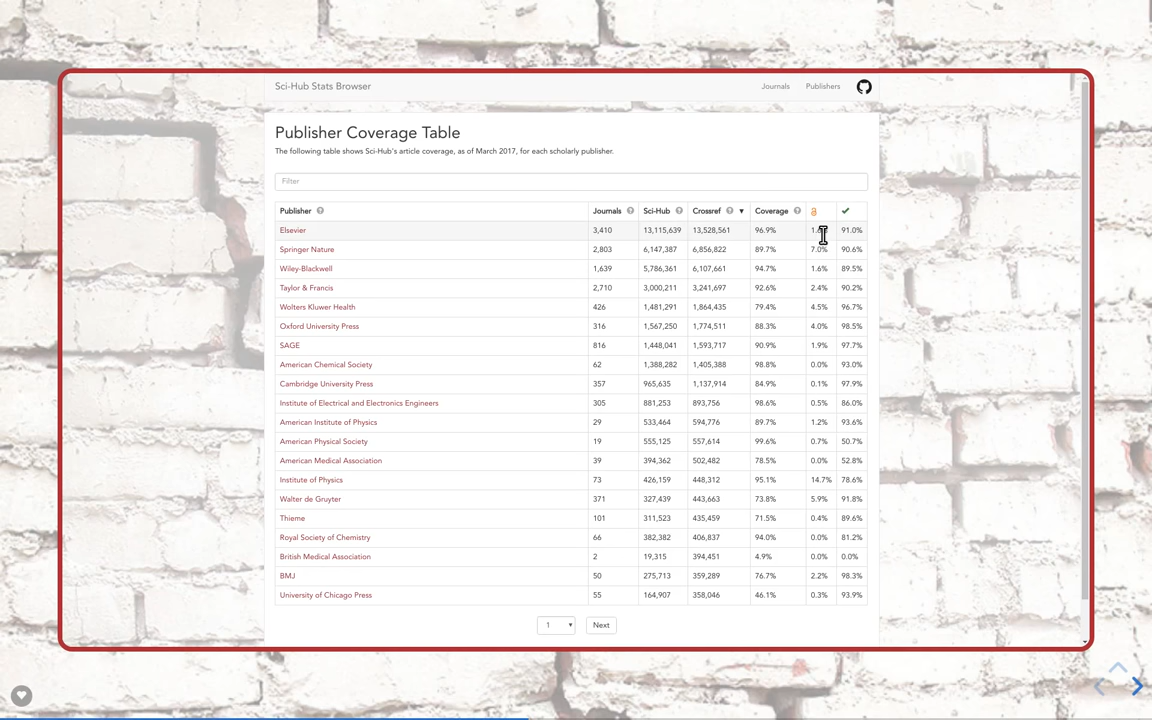 Sci-Hub Stats Browser Journals Publishers
Publisher Coverage Table
The following table shows Sci-Hub's article coverage, as of March 2017, for each scholarly publisher.
Filter
Publisher Journals Sci-Hub Crossref ▼ Coverage
Elsevier 3,410 13,115,639 13,528,561 96.9% 91.0%
Springer Nature 2,803 6,147,387 6,856,822 89.7% 7.0% 90.6%
Wiley-Blackwell 1,639 5,786,361 6,107,661 94.7% 1.6% 89.5%
Taylor & Francis 2,710 3,000,211 3,241,697 92.6% 2.4% 90.2%
Wolters Kluwer Health 426 1,481,291 1,864,435 79.4% 4.5% 96.7%
Oxford University Press 316 1,567,250 1,774,511 88.3% 4.0% 98.5%
SAGE 816 1,448,041 1,593,717 90.9% 1.9% 97.7%
American Chemical Society 62 1,388,282 1,405,388 98.8% 0.0% 93.0%
Cambridge University Press 357 965,635 1,137,914 84.9% 0.1% 97.9%
Institute of Electrical and Electronics Engineers 305 881,253 893,756 98.6% 0.5% 86.0%
American Institute of Physics 29 533,464 594,776 89.7% 1.2% 93.6%
American Physical Society 19 555,125 557,614 99.6% 0.7% 50.7%
American Medical Association 39 394,362 502,482 78.5% 0.0% 52.8%
Institute of Physics 73 426,159 448,312 95.1% 14.7% 78.6%
Walter de Gruyter 371 327,439 443,663 73.8% 5.9% 91.8%
Thieme 101 311,523 435,459 71.5% 0.4% 89.6%
Royal Society of Chemistry 66 382,382 406,837 94.0% 0.0% 81.2%
British Medical Association 2 19,315 394,451 4.9% 0.0% 0.0%
BMJ 50 275,713 359,289 76.7% 2.2% 98.3%
University of Chicago Press 55 164,907 358,046 46.1% 0.3% 93.9%
1 Next